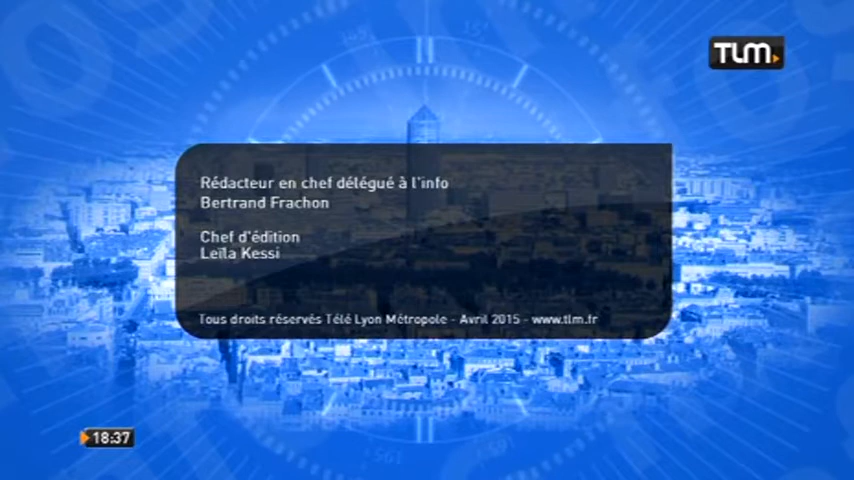 TLM
Rédacteur en chef délégué à l'info
Bertrand Frachon
Chef d'édition
Leïla Kessi
Tous droits réservés Télé Lyon Métropole - Avril 2015 - www.tlm.fr
18:37